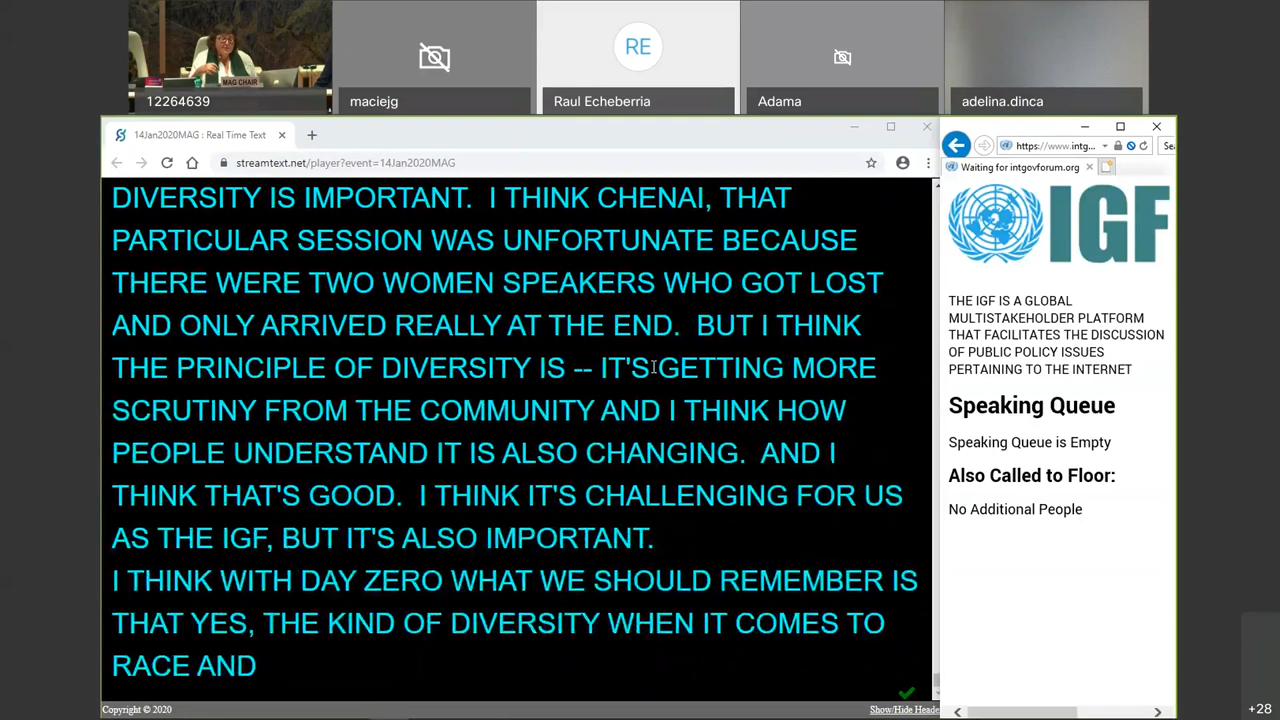 MAG CHAIR
12264639
maciejg
RE
Raul Echeberria
Adama
adelina.dinca
14Jan2020MAG : Real Time Text
streamtext.net/player?event=14Jan2020MAG
DIVERSITY IS IMPORTANT.  I THINK CHENAI, THAT
PARTICULAR SESSION WAS UNFORTUNATE BECAUSE
THERE WERE TWO WOMEN SPEAKERS WHO GOT LOST
AND ONLY ARRIVED REALLY AT THE END.  BUT I THINK
THE PRINCIPLE OF DIVERSITY IS -- IT'S GETTING MORE
SCRUTINY FROM THE COMMUNITY AND I THINK HOW
PEOPLE UNDERSTAND IT IS ALSO CHANGING.  AND I
THINK THAT'S GOOD.  I THINK IT'S CHALLENGING FOR US
AS THE IGF, BUT IT'S ALSO IMPORTANT.
I THINK WITH DAY ZERO WHAT WE SHOULD REMEMBER IS
THAT YES, THE KIND OF DIVERSITY WHEN IT COMES TO
RACE AND
Copyright © 2020
Show/Hide Heade
https://www.intg...
Sea
Waiting for intgovforum.org
IGF
THE IGF IS A GLOBAL
MULTISTAKEHOLDER PLATFORM
THAT FACILITATES THE DISCUSSION
OF PUBLIC POLICY ISSUES
PERTAINING TO THE INTERNET
Speaking Queue
Speaking Queue is Empty
Also Called to Floor:
No Additional People
+28